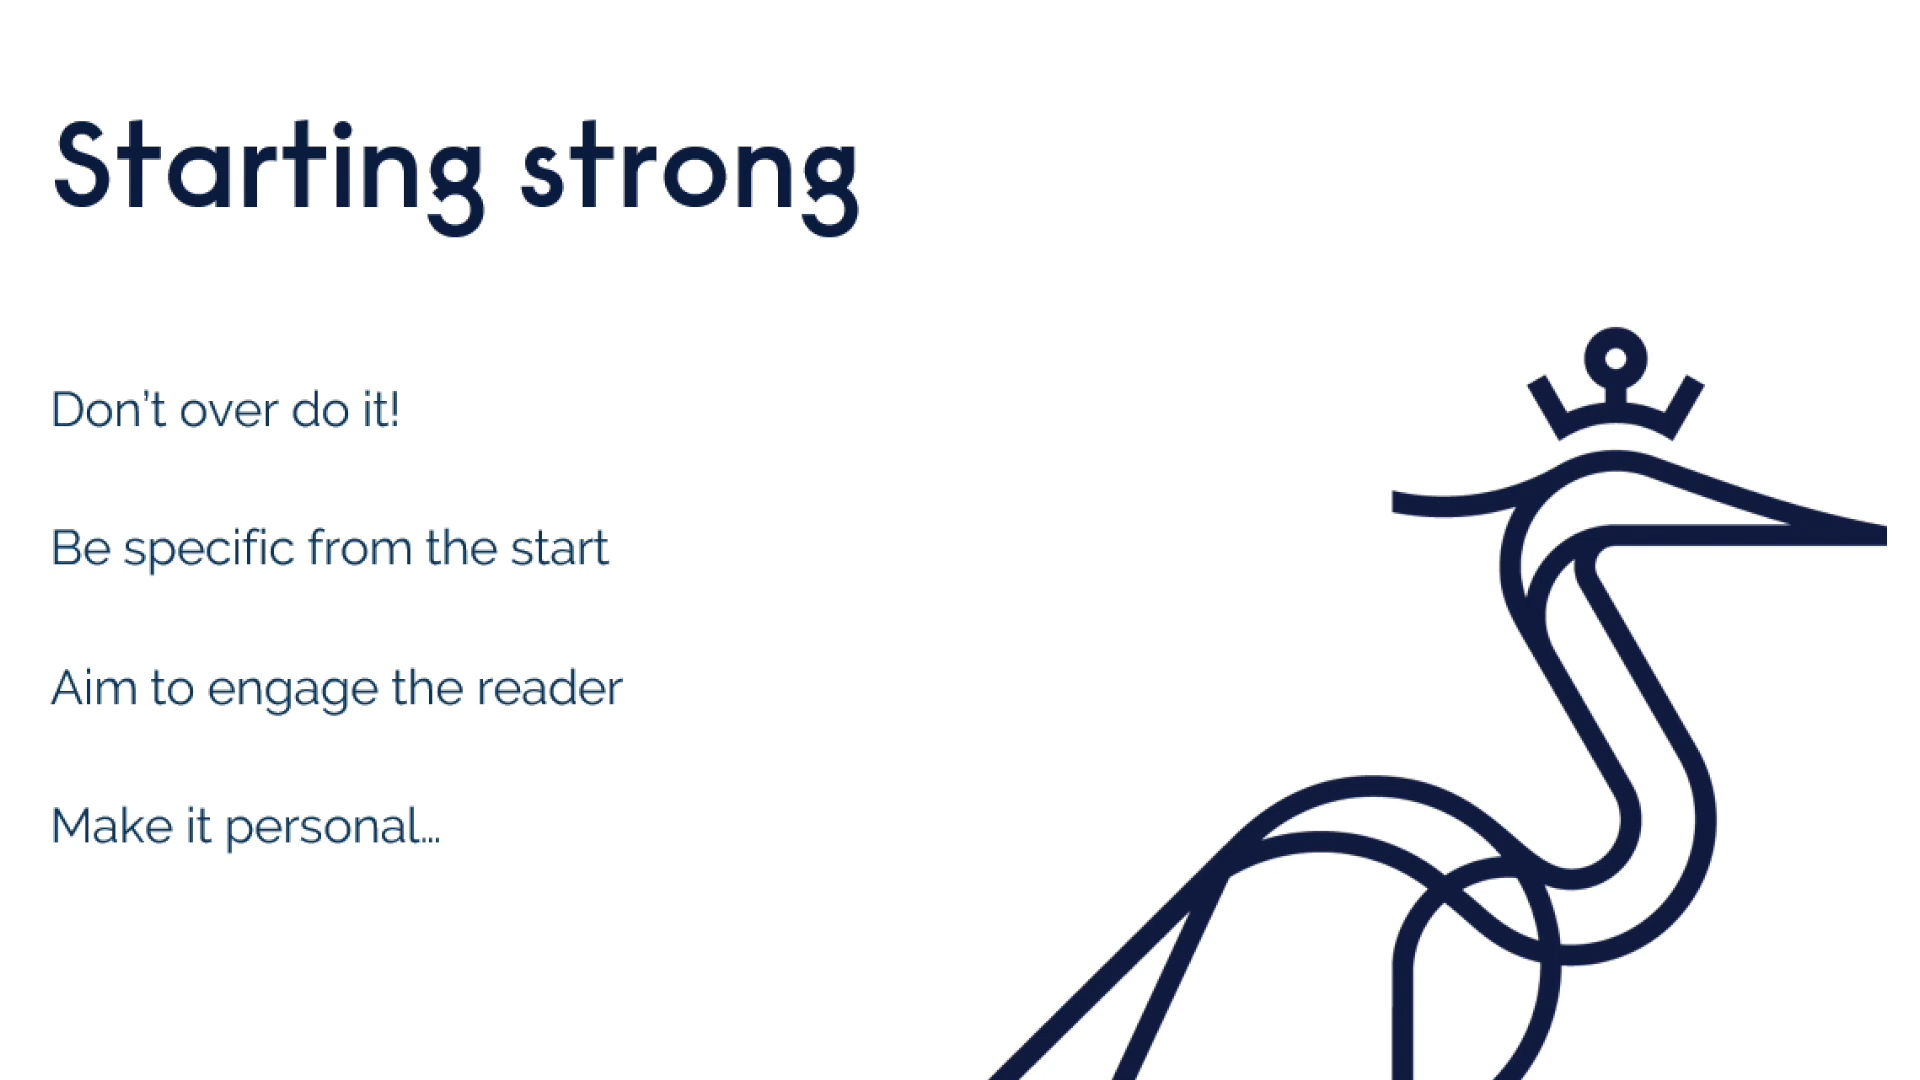 Starting strong
Don’t over do it!
Be specific from the start
Aim to engage the reader
Make it personal...